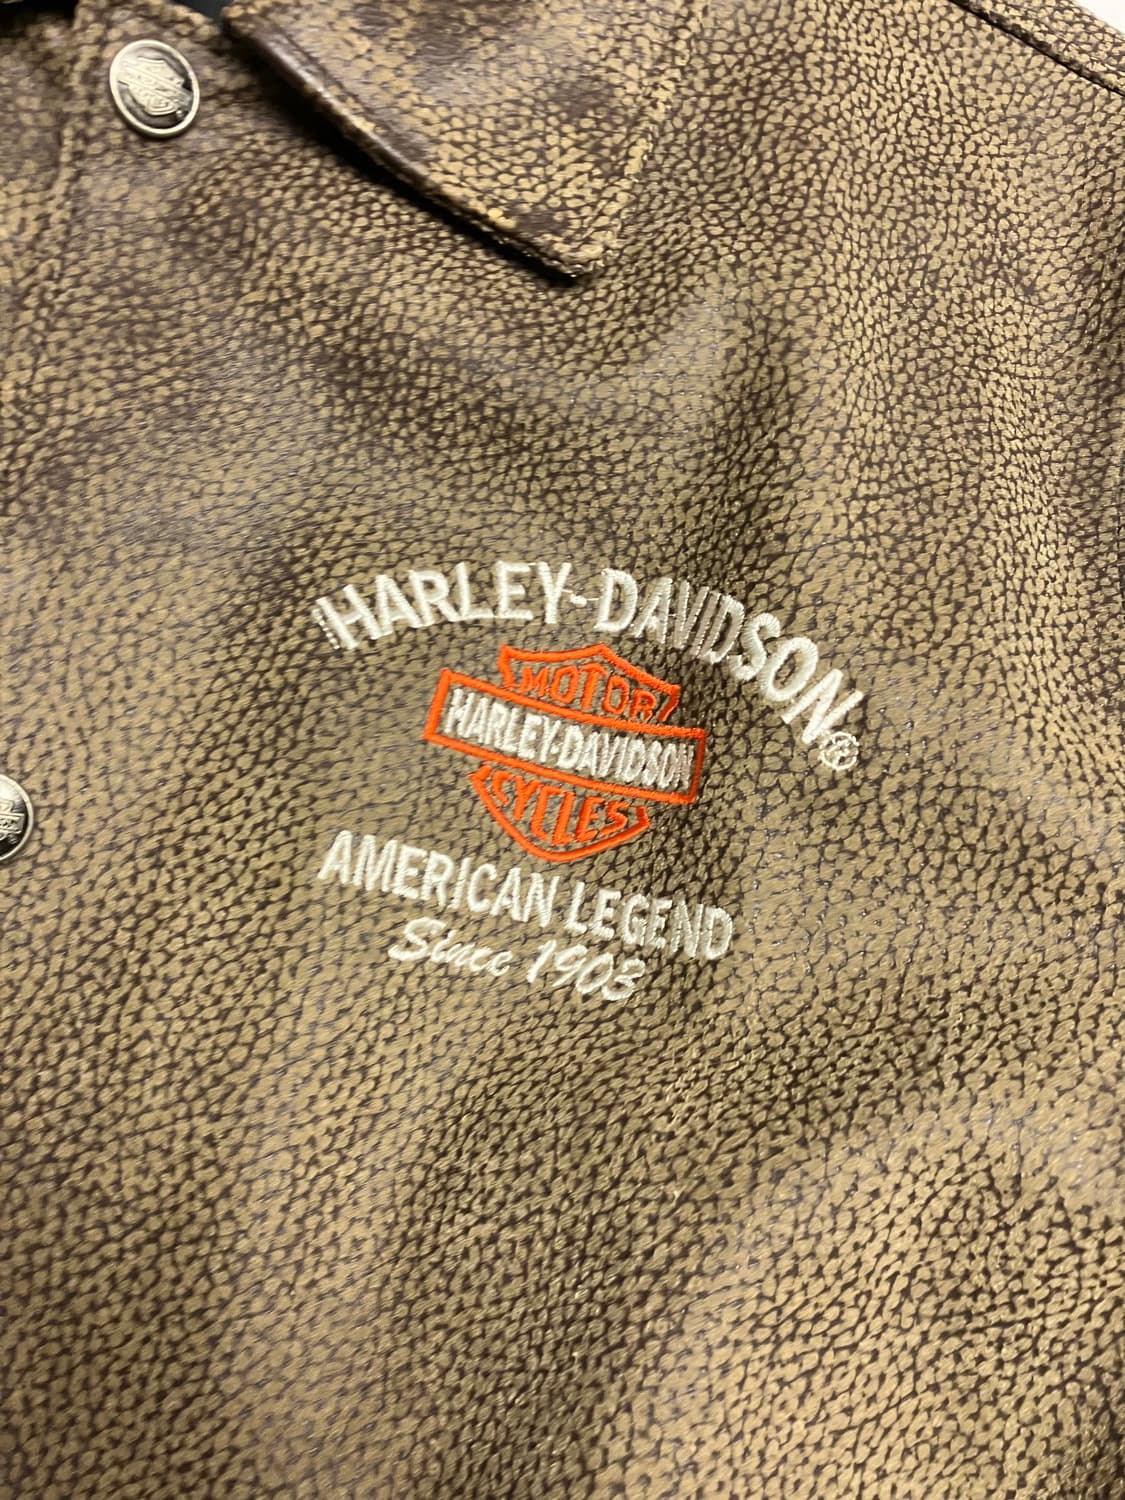 HARLEY-DAVIDSON®
MOTOR
HARLEY-DAVIDSON
CYCLES
AMERICAN LEGEND
Since 1903